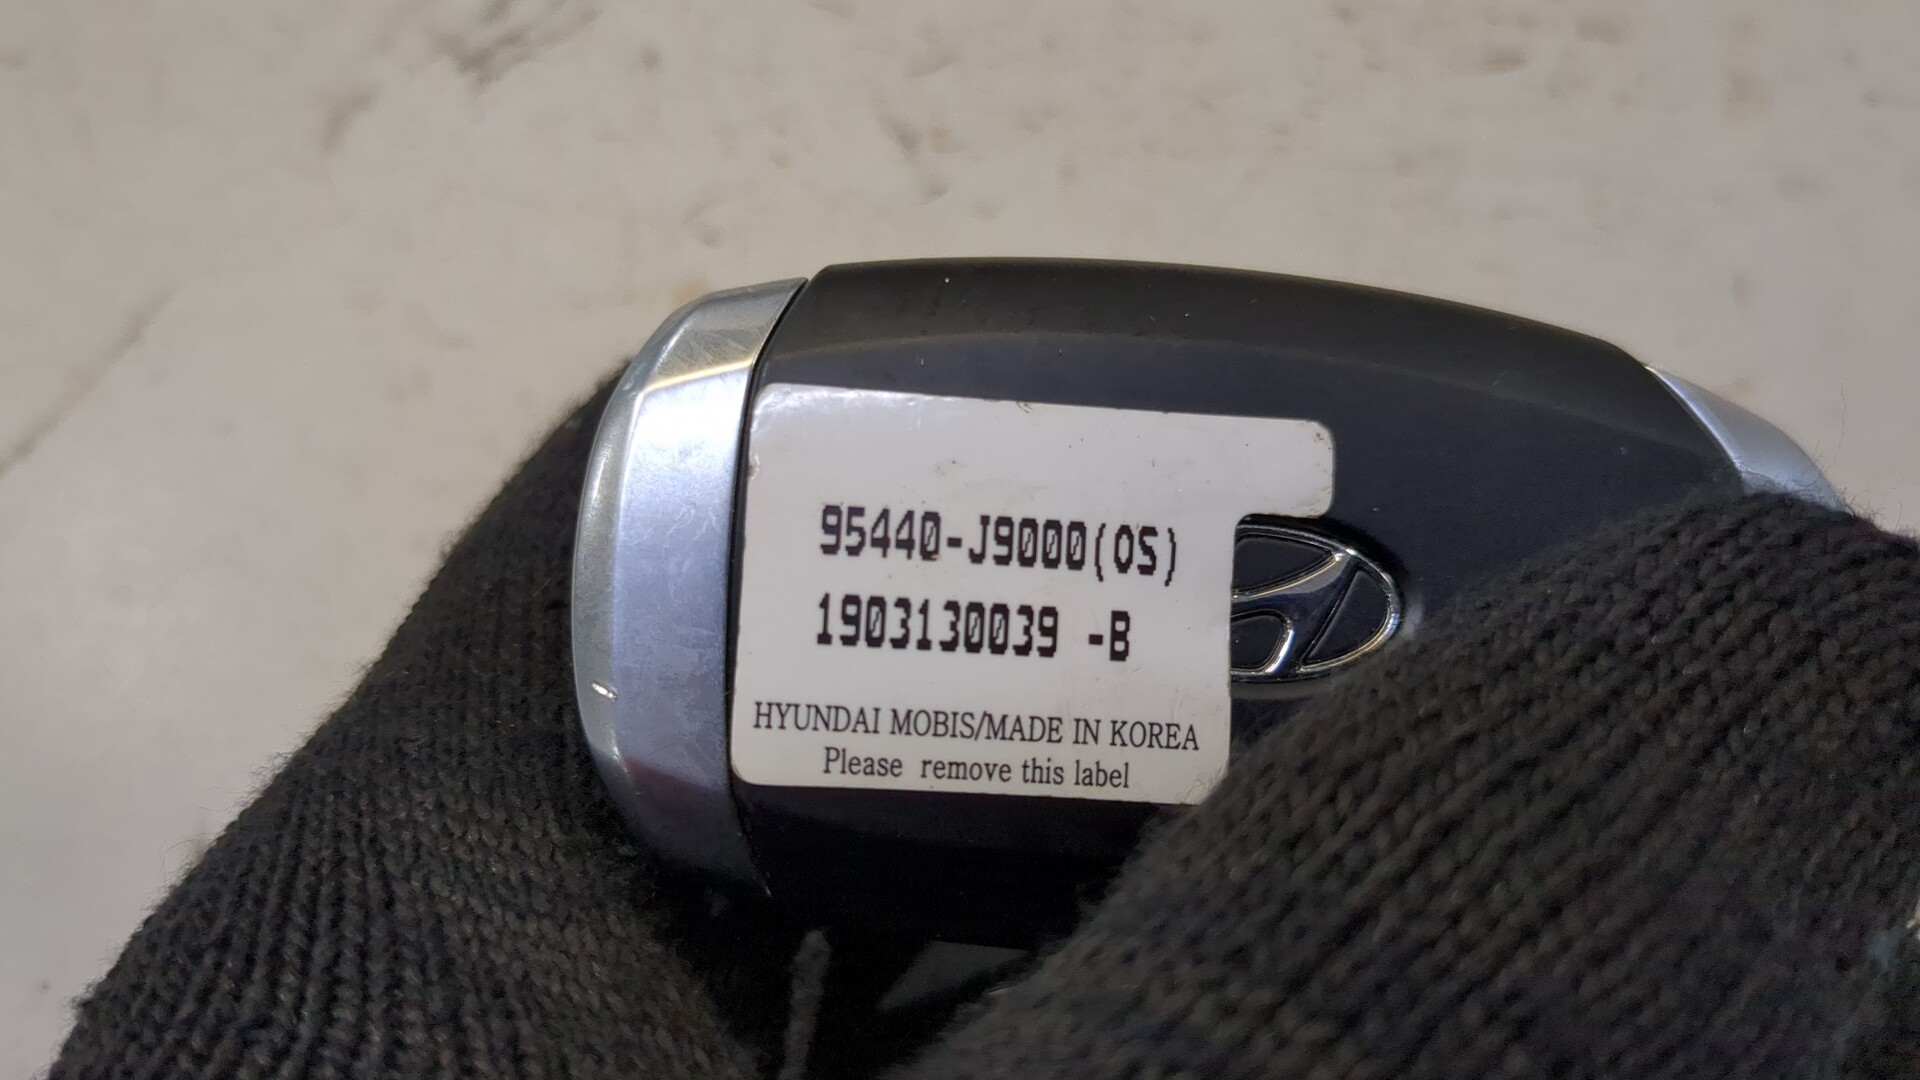 95440-J9000(OS)
1903130039 -B
HYUNDAI MOBIS/MADE IN KOREA
Please remove this label